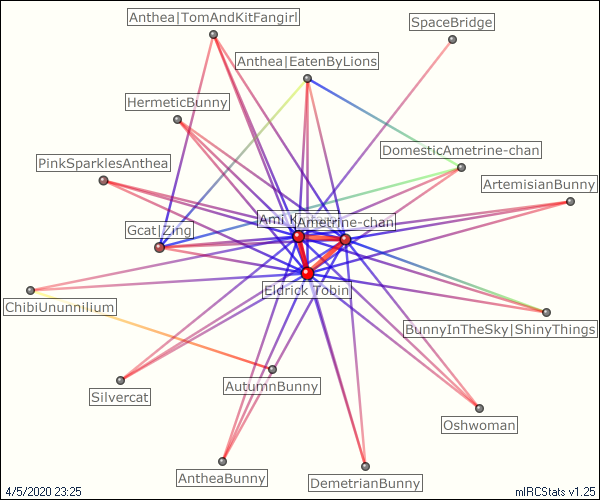 Anthea|TomAndKitFangirl
SpaceBridge
Anthea|EatenByLions
HermeticBunny
DomesticAmetrine-chan
PinkSparklesAnthea
ArtemisianBunny
Ami
Ametrine-chan
Gcat|Zing
Eldrick Tobin
ChibiUnunnilium
BunnyInTheSky|ShinyThings
AutumnBunny
Silvercat
Oshwoman
AntheaBunny
DemetrianBunny
4/5/2020 23:25
mIRCStats v1.25